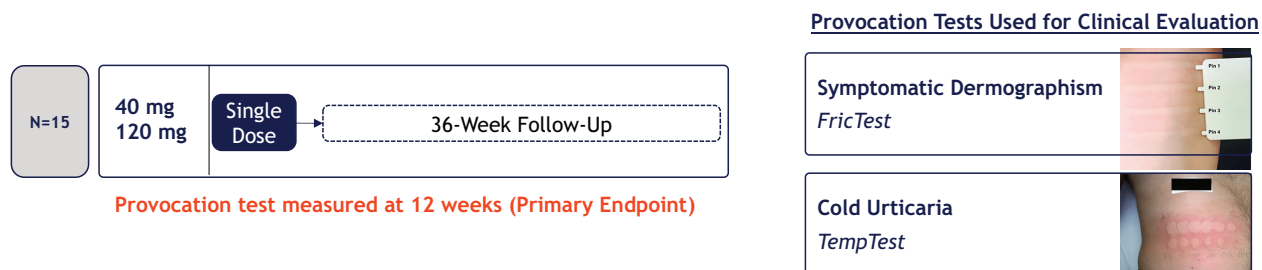 Provocation Tests Used for Clinical Evaluation
N=15
40 mg
120 mg
Single
Dose
36-Week Follow-Up
Provocation test measured at 12 weeks (Primary Endpoint)
Symptomatic Dermographism
FricTest
Pin 1
Pin 2
Pin 3
Pin 4
Cold Urticaria
TempTest